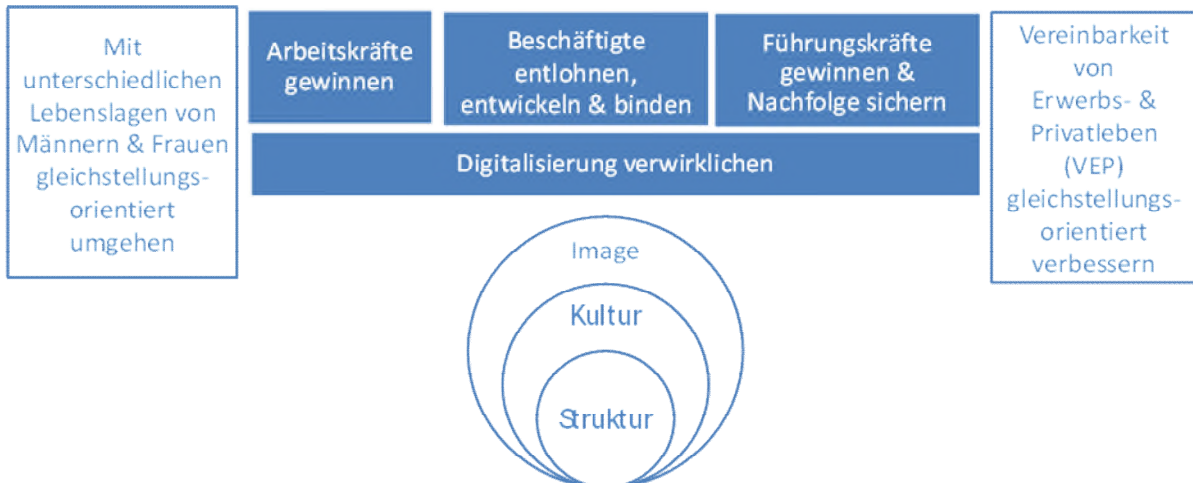 Mit
unterschiedlichen
Lebenslagen von
Männern & Frauen
gleichstellungs-
orientiert
umgehen
Arbeitskräfte
gewinnen
Beschäftigte
entlohnen,
entwickeln & binden
Führungskräfte
gewinnen &
Nachfolge sichern
Digitalisierung verwirklichen
Vereinbarkeit
von
Erwerbs- &
Privatleben
(VEP)
gleichstellungs-
orientiert
verbessern
Image
Kultur
Struktur